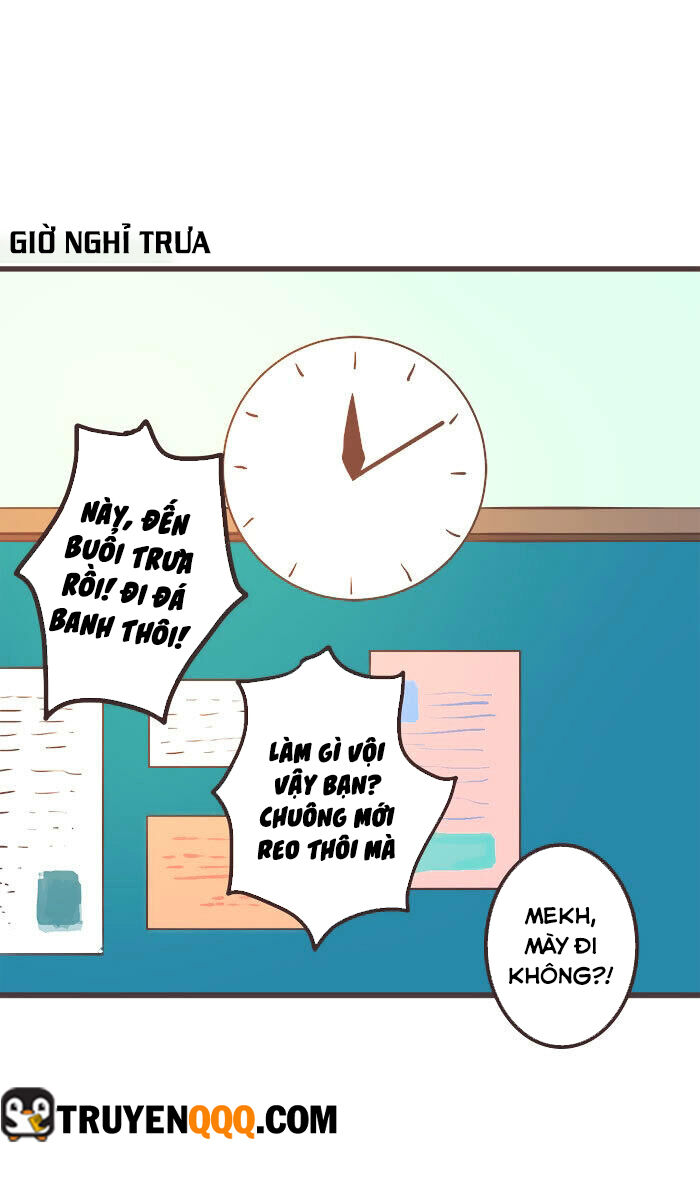 GIỜ NGHỈ TRƯA
NÀY, ĐẾN
BUỔI TRƯA
RỒI! ĐI ĐÁ
BANH THÔI!
LÀM GÌ VỘI
VẬY BẠN?
CHUÔNG MỚI
REO THÔI MÀ
MEKH,
MÀY ĐI
KHÔNG?!
TRUYENQQQ.COM